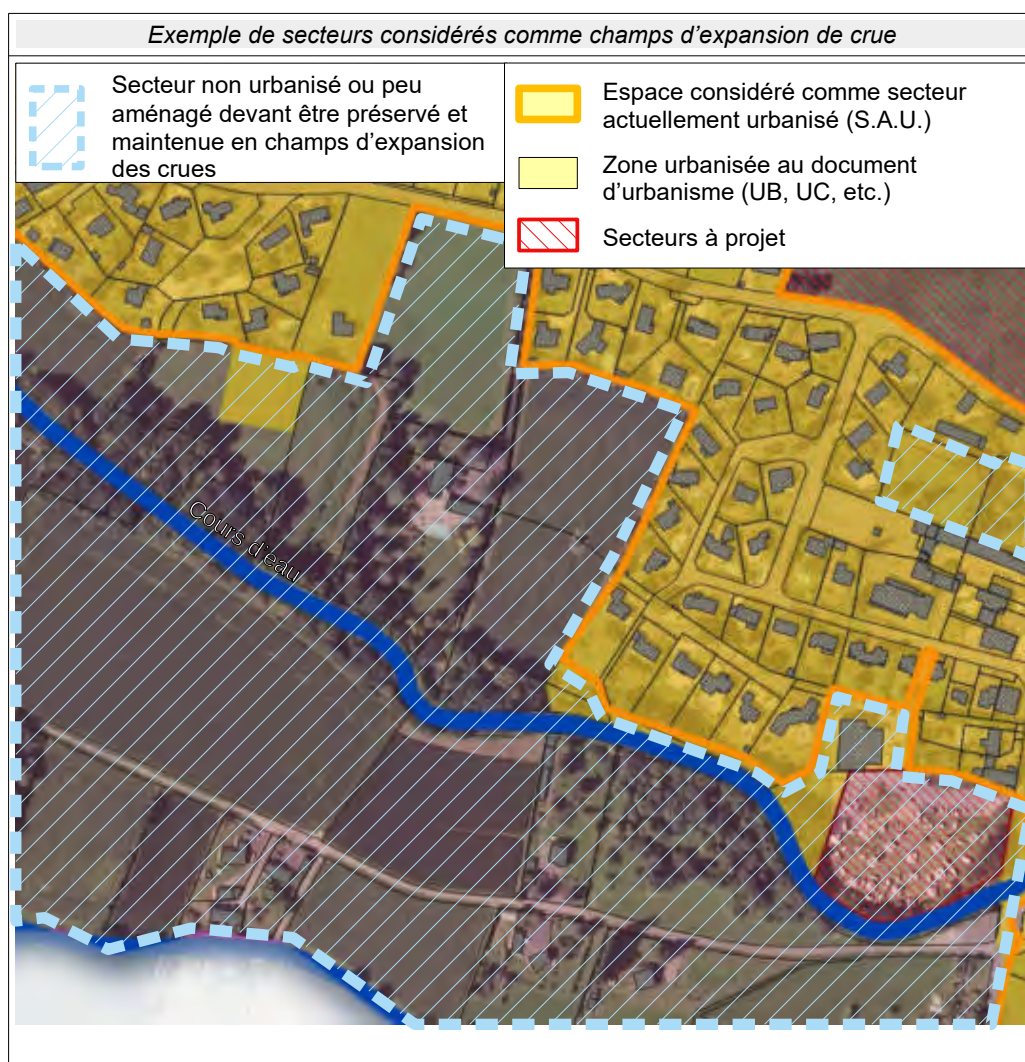 Exemple de secteurs considérés comme champs d'expansion de crue
Secteur non urbanisé ou peu
aménagé devant être préservé et
maintenue en champs d'expansion
des crues
Espace considéré comme secteur
actuellement urbanisé (S.A.U.)
Zone urbanisée au document
d'urbanisme (UB, UC, etc.)
Secteurs à projet
Cours d'eau